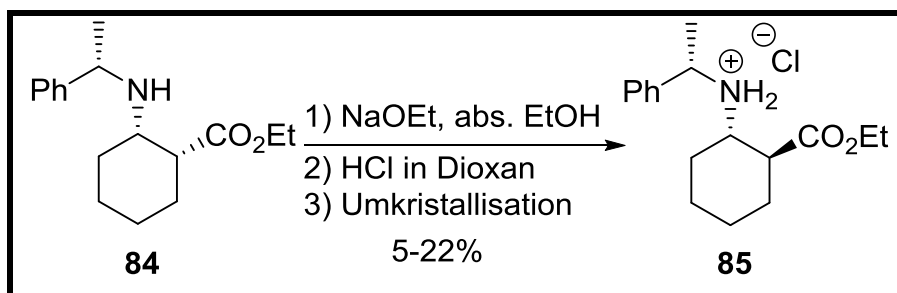 Ph
NH
CO₂Et
84
1) NaOEt, abs. EtOH
2) HCl in Dioxan
3) Umkristallisation
5-22%
⊖
Cl
⊕
Ph
NH₂
CO₂Et
85